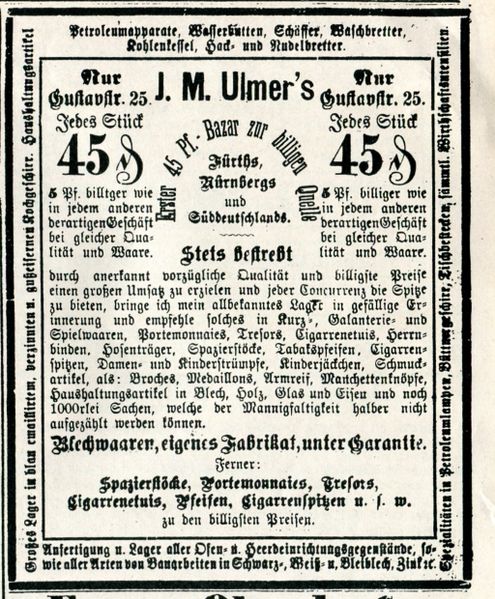 Petroleumapparate, Wasserbutten, Schäffer, Waschbretter,
Kohlenkessel, Hack- und Nudelbretter.
Großes Lager in blau emaillirtem, verzinnten u. gußeisernen Kochgeschirr. Haushaltungsartikel
Nur
Gustavstr. 25.
Jedes Stück
45 ₰
5 Pf. billiger wie
in jedem anderen
derartigen Geschäft
bei gleicher Qua-
lität und Waare.
J. M. Ulmer's
Erster 45 Pf. Bazar zur billigen Quelle
Fürths,
Nürnbergs
und
Süddeutschlands.
Nur
Gustavstr. 25.
Jedes Stück
45 ₰
5 Pf. billiger wie
in jedem anderen
derartigen Geschäft
bei gleicher Qua-
lität und Waare.
Stets bestrebt
durch anerkannt vorzügliche Qualität und billigste Preise
einen großen Umsatz zu erzielen und jeder Concurrenz die Spitze
zu bieten, bringe ich mein allbekanntes Lager in gefällige Er-
innerung und empfehle solches in Kurz-, Galanterie- und
Spielwaaren, Portemonnaies, Tresors, Cigarrenetuis, Herrn-
binden, Hosenträger, Spazierstöcke, Tabakspfeifen, Cigarren-
spitzen, Damen- und Kinderstrümpfe, Kinderjäckchen, Schmuck-
artikel, als: Broches, Medaillons, Armreif, Manchettenknöpfe,
Haushaltungsartikel in Blech, Holz, Glas und Eisen und noch
1000rlei Sachen, welche der Mannigfaltigkeit halber nicht
aufgezählt werden können.
Blechwaaren, eigenes Fabrikat, unter Garantie.
Ferner:
Spazierstöcke, Portemonnaies, Tresors,
Cigarrenetuis, Pfeifen, Cigarrenspitzen u. s. w.
zu den billigsten Preisen.
Spezialitäten in Petroleumlampen, Büttnergeschirr, Tischbestecken, sämmtl. Wirthschaftsutensilien.
Anfertigung u. Lager aller Ofen- u. Heerdeinrichtungsgegenstände, so-
wie aller Arten von Bauarbeiten in Schwarz-, Weiß- u. Bleiblech, Zink ꝛc.